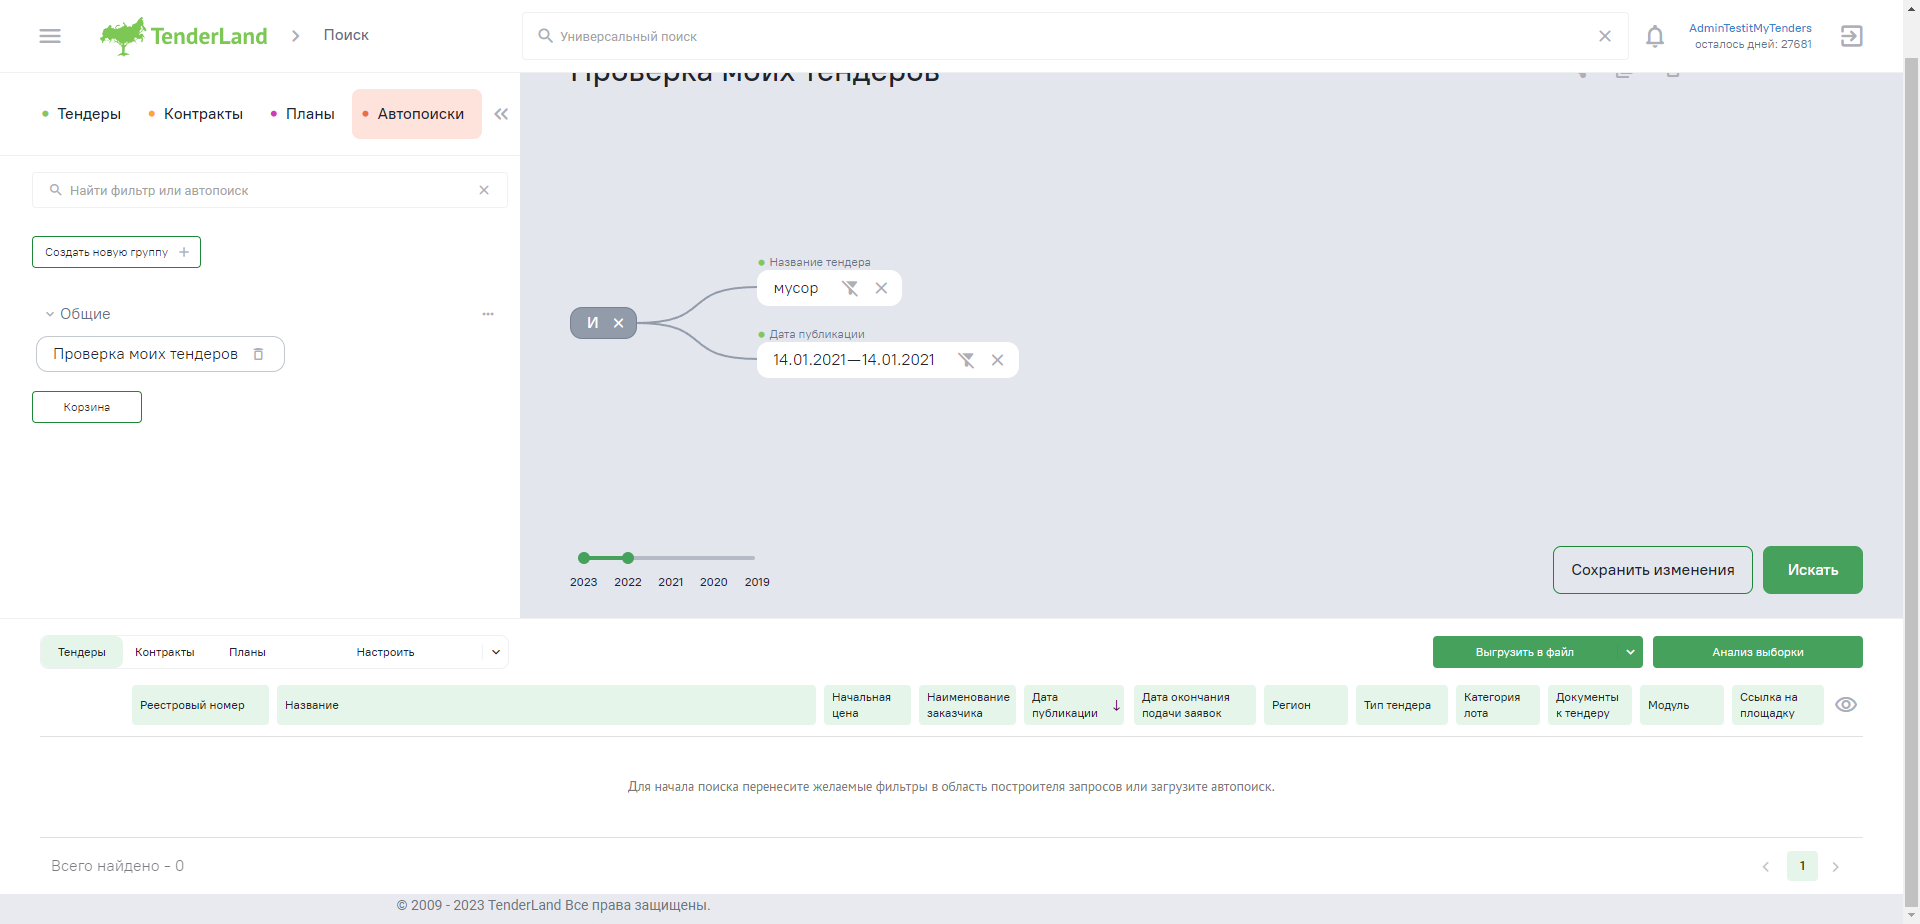 TenderLand
Поиск
Универсальный поиск
AdminTestitMyTenders
осталось дней: 27681
Тендеры
Контракты
Планы
Автопоиски
Проверка моих тендеров
Найти фильтр или автопоиск
Создать новую группу
Общие
Проверка моих тендеров
Корзина
Название тендера
мусор
И
Дата публикации
14.01.2021—14.01.2021
2023 2022 2021 2020 2019
Сохранить изменения
Искать
Тендеры
Контракты
Планы
Настроить
Выгрузить в файл
Анализ выборки
Реестровый номер
Название
Начальная
цена
Наименование
заказчика
Дата
публикации
Дата окончания
подачи заявок
Регион
Тип тендера
Категория
лота
Документы
к тендеру
Модуль
Ссылка на
площадку
Для начала поиска перенесите желаемые фильтры в область построителя запросов или загрузите автопоиск.
Всего найдено - 0
1
© 2009 - 2023 TenderLand Все права защищены.